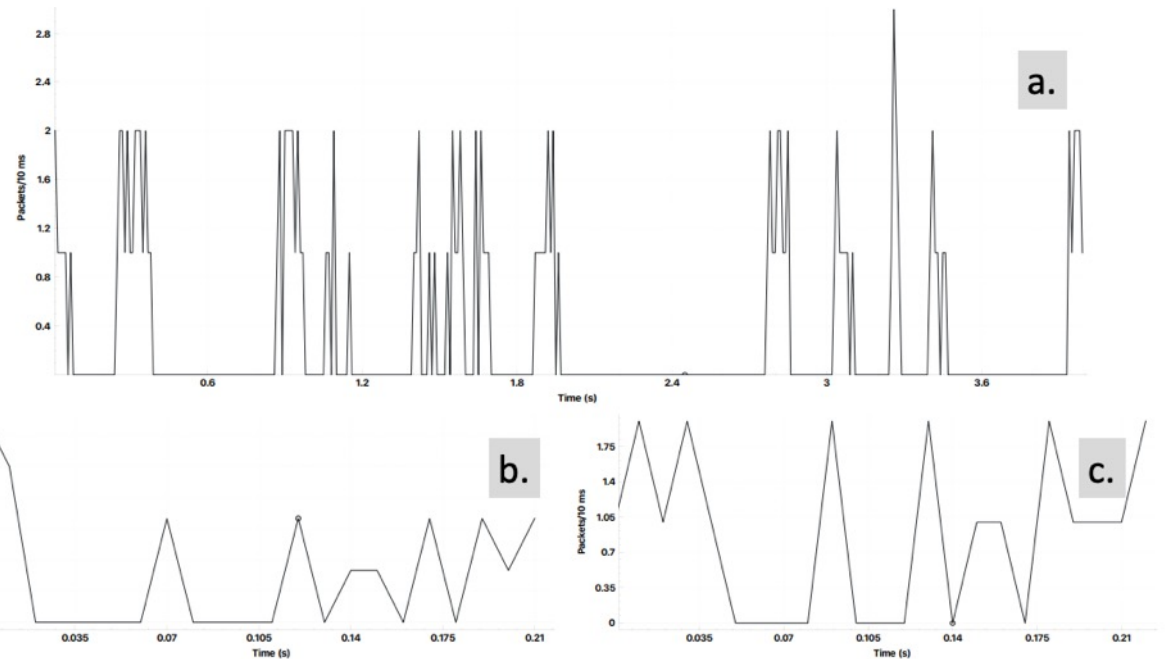 2.8
2.4
2
1.6
1.2
0.8
0.4
Packets/10 ms
0.6 1.2 1.8 2.4 3 3.6
Time (s)
a.
b.
0.035 0.07 0.105 0.14 0.175 0.21
Time (s)
c.
1.75
1.4
1.05
0.7
0.35
0
Packets/10 ms
0.035 0.07 0.105 0.14 0.175 0.21
Time (s)